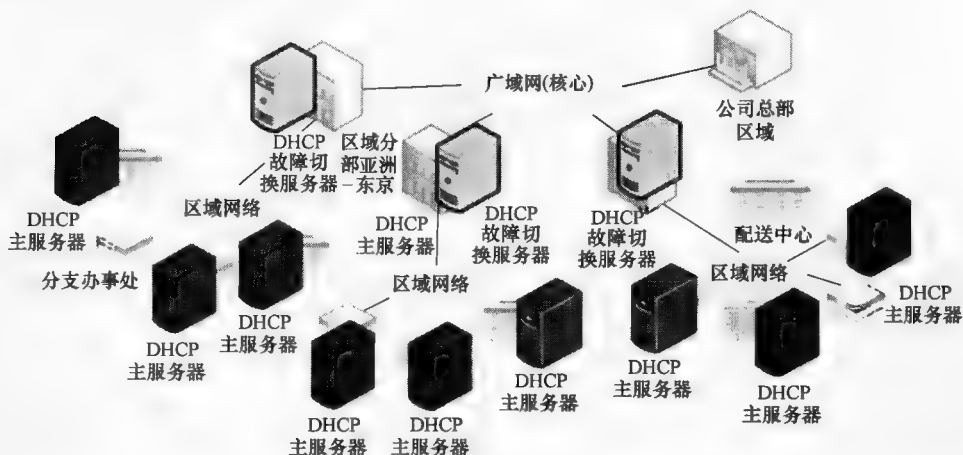 广域网(核心)
公司总部
区域
DHCP
故障切
换服务器
区域分
部亚洲
-东京
DHCP
主服务器
DHCP
故障切
换服务器
DHCP
故障切
换服务器
DHCP
主服务器
区域网络
配送中心
分支办事处
区域网络
区域网络
DHCP
主服务器
DHCP
主服务器
DHCP
主服务器
DHCP
主服务器
DHCP
主服务器
DHCP
主服务器
DHCP
主服务器
DHCP
主服务器